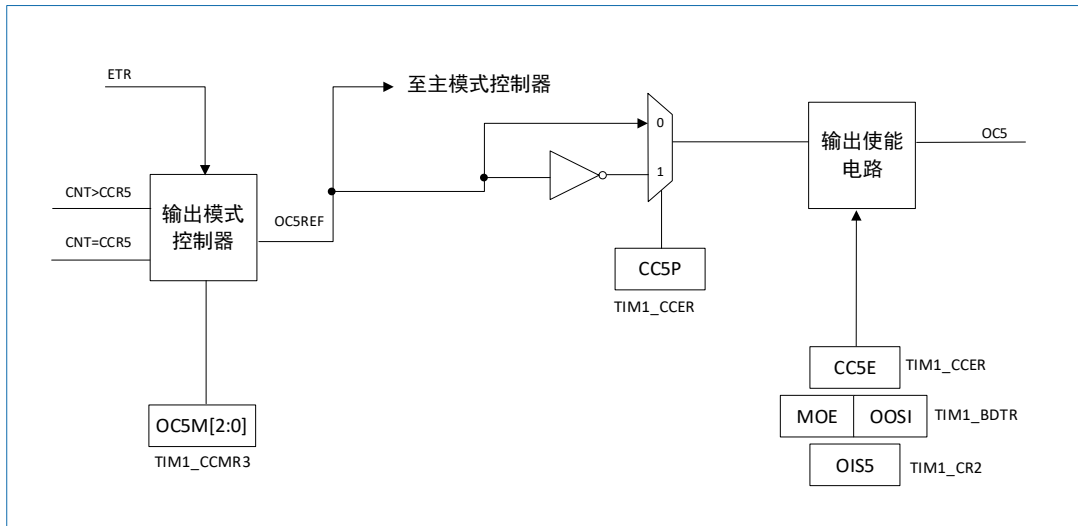 ETR
至主模式控制器
CNT>CCR5
CNT=CCR5
输出模式
控制器
OC5REF
0
1
输出使能
电路
OC5
CC5P
TIM1_CCER
OC5M[2:0]
TIM1_CCMR3
CC5E
TIM1_CCER
MOE
OOSI
TIM1_BDTR
OIS5
TIM1_CR2